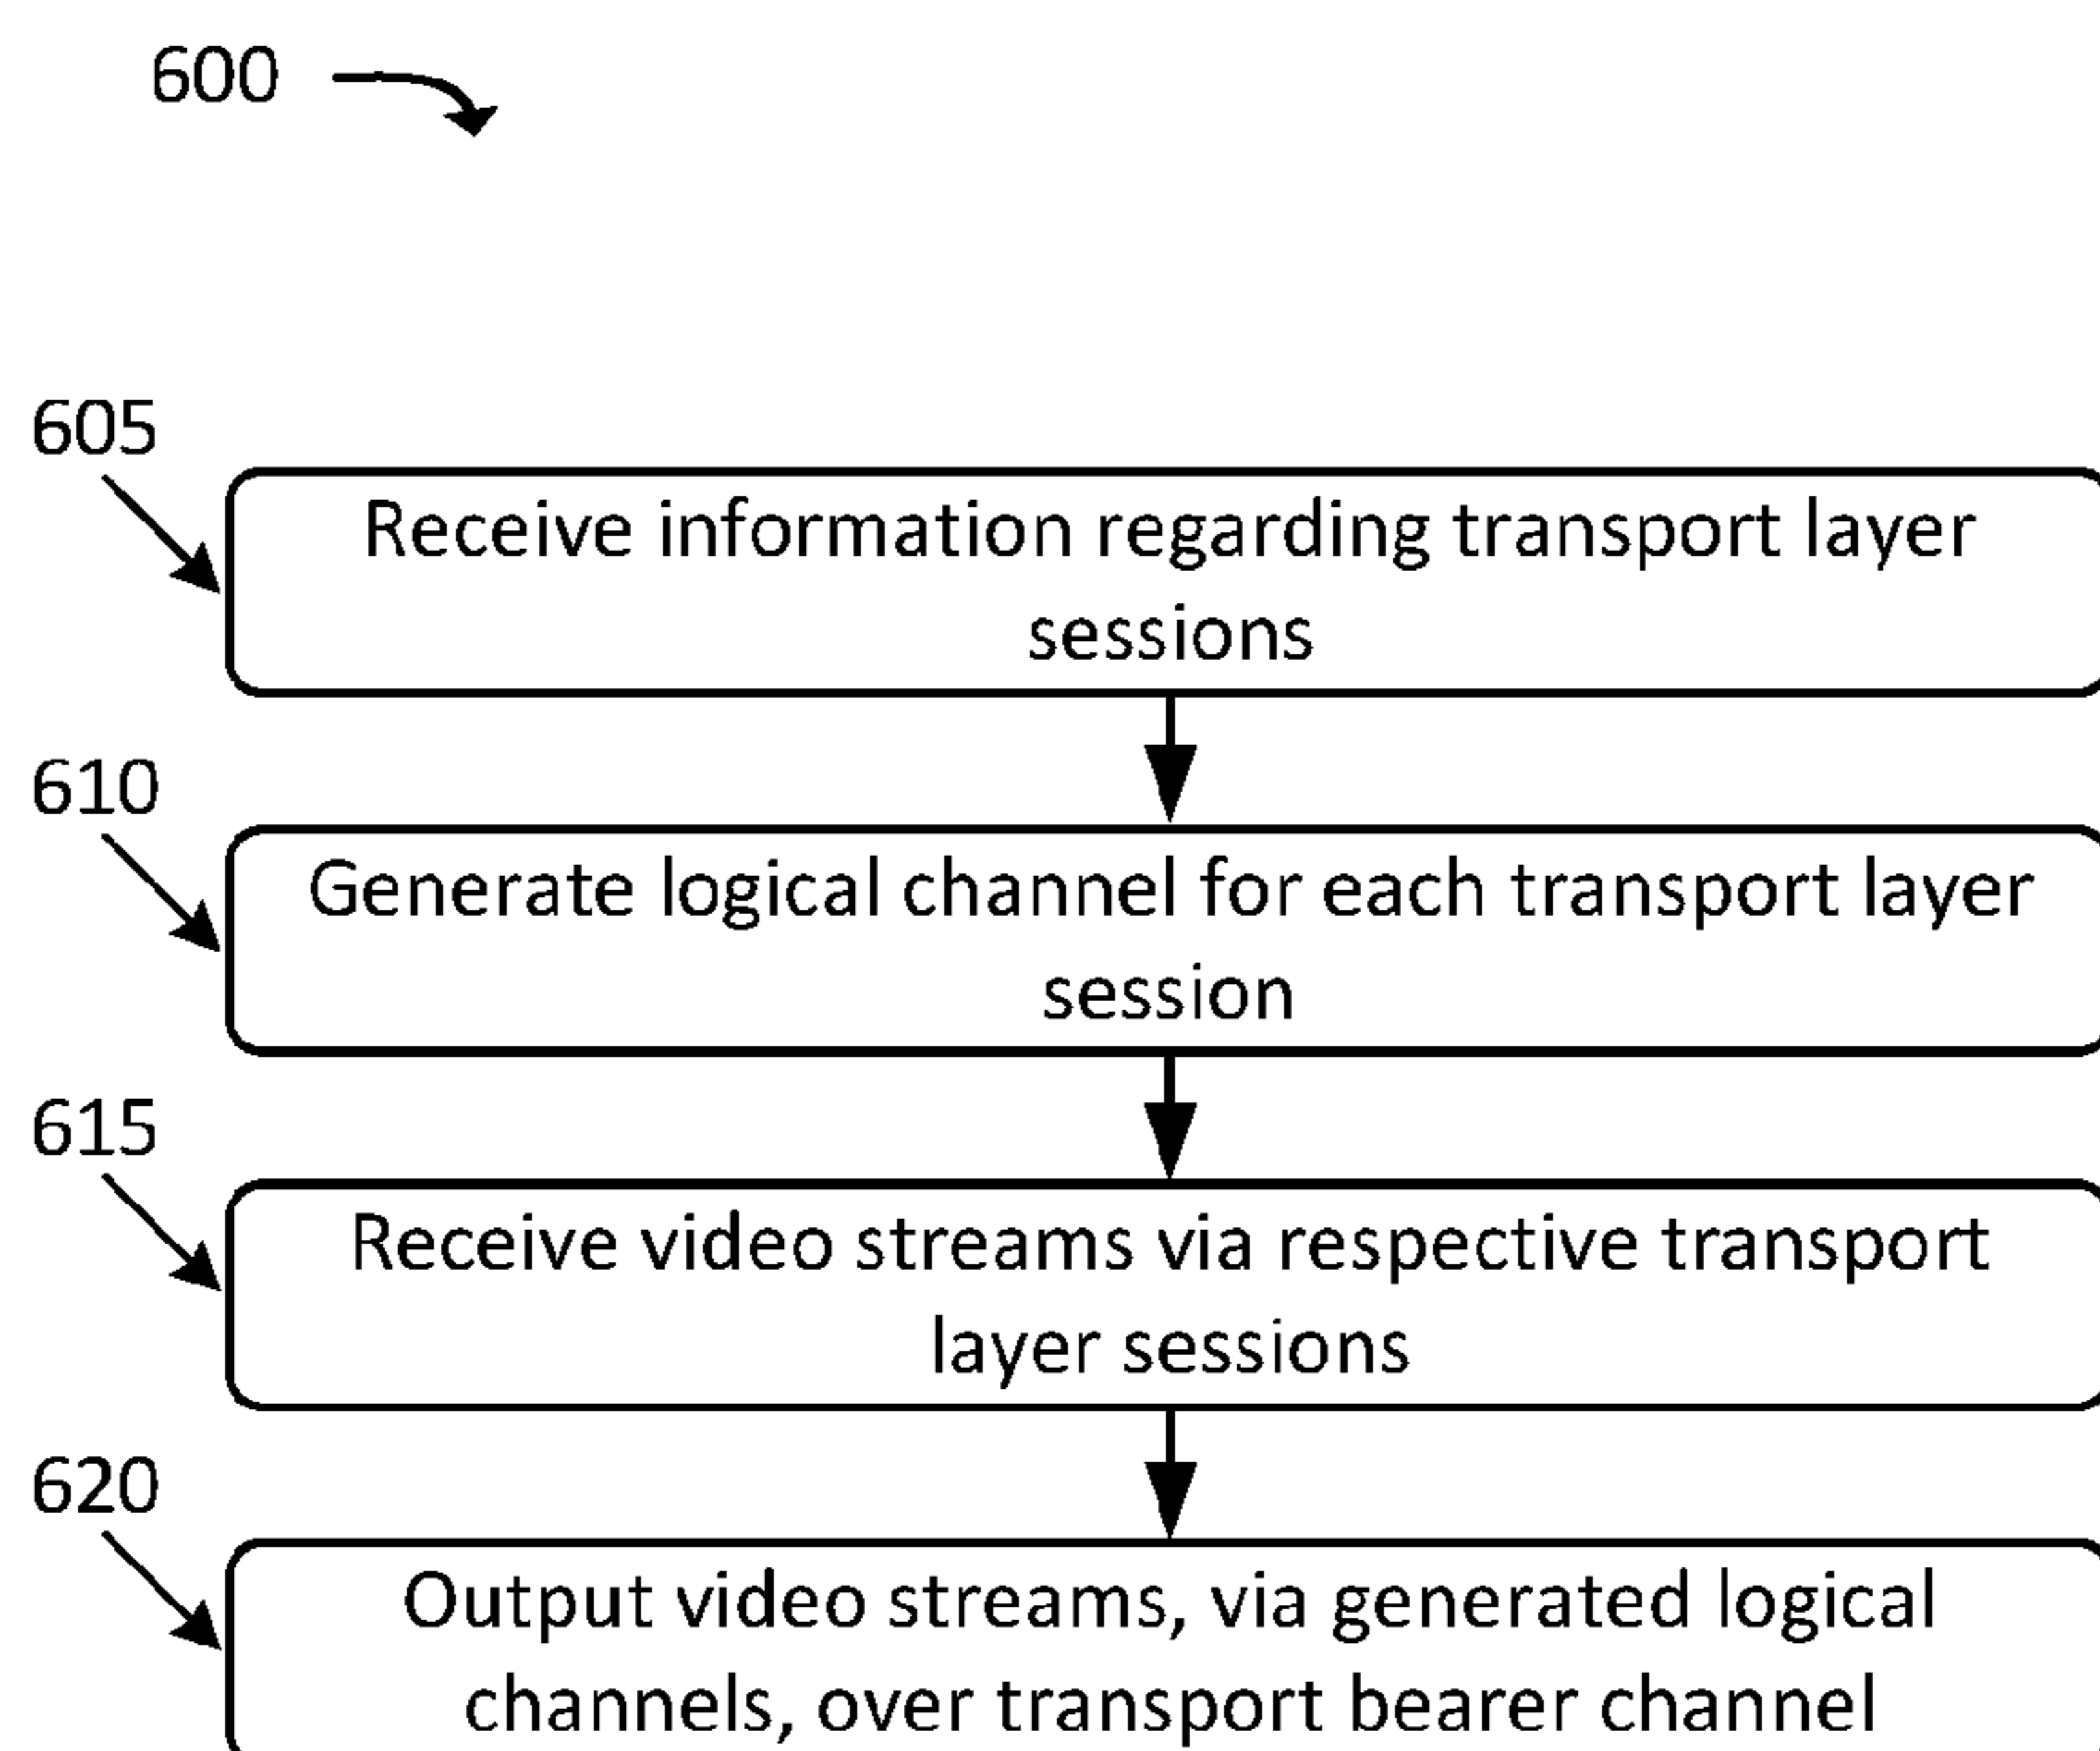 600
605
Receive information regarding transport layer
sessions
610
Generate logical channel for each transport layer
session
615
Receive video streams via respective transport
layer sessions
620
Output video streams, via generated logical
channels, over transport bearer channel